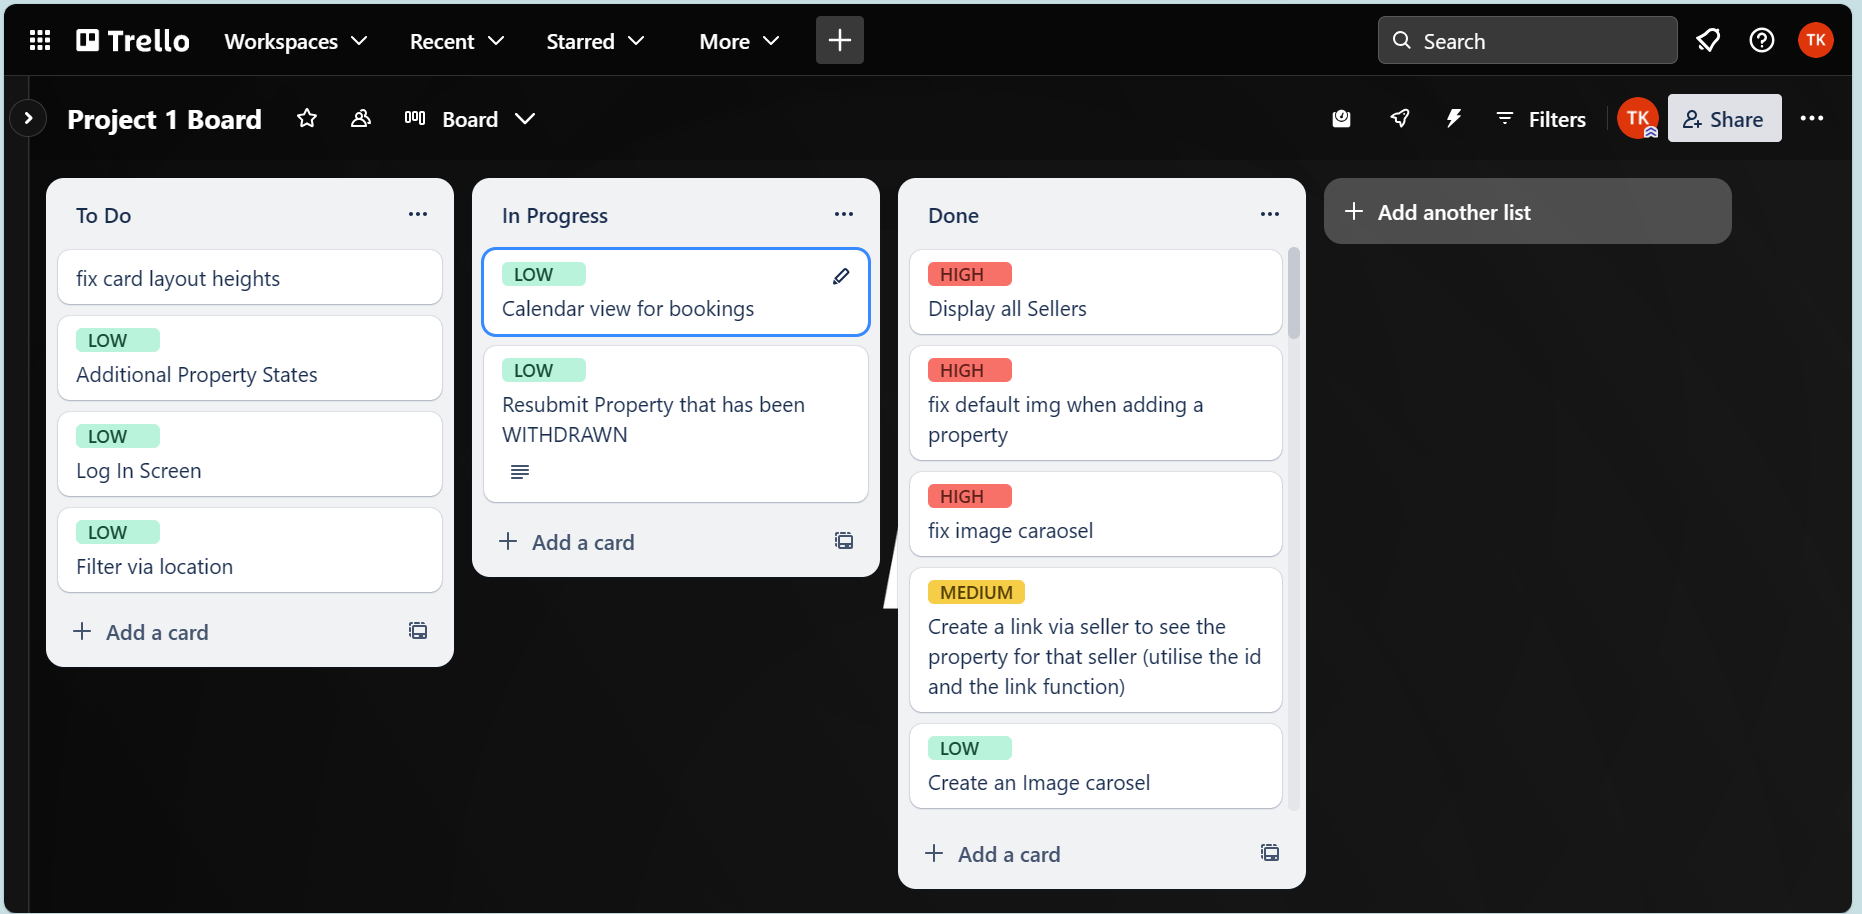 Trello
Workspaces
Recent
Starred
More
Search
TK
Project 1 Board
Board
Filters
TK
Share
To Do
fix card layout heights
LOW
Additional Property States
LOW
Log In Screen
LOW
Filter via location
Add a card
In Progress
LOW
Calendar view for bookings
LOW
Resubmit Property that has been
WITHDRAWN
Add a card
Done
HIGH
Display all Sellers
HIGH
fix default img when adding a
property
HIGH
fix image caraosel
MEDIUM
Create a link via seller to see the
property for that seller (utilise the id
and the link function)
LOW
Create an Image carosel
Add a card
Add another list